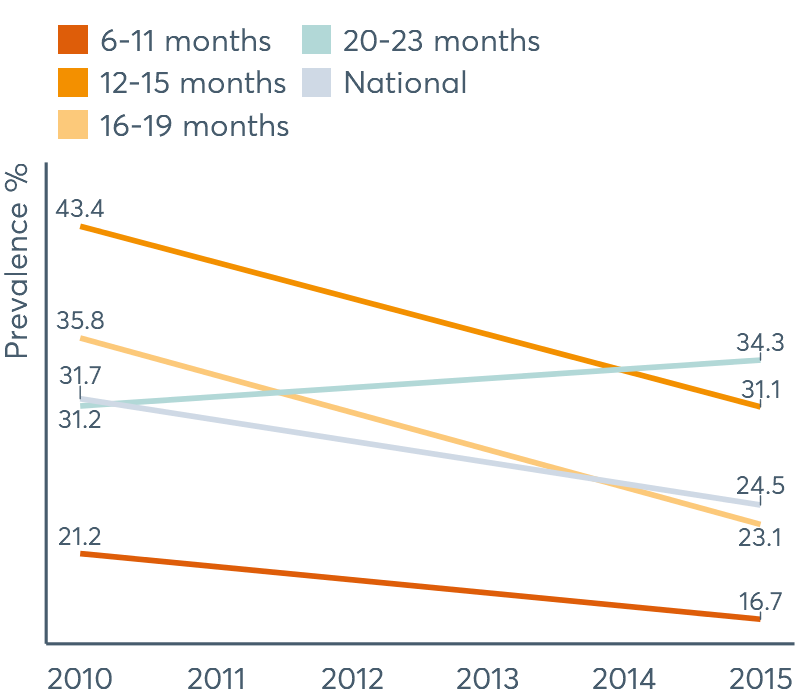 6-11 months
20-23 months
12-15 months
National
16-19 months
Prevalence %
43.4
35.8
34.3
31.7
31.1
31.2
24.5
23.1
21.2
16.7
2010 2011 2012 2013 2014 2015